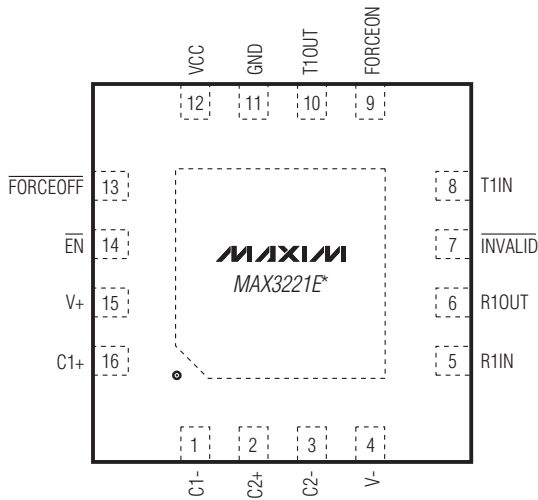 VCC
GND
T1OUT
FORCEON
12
11
10
9
FORCEOFF 13
8 T1IN
EN 14
7 INVALID
MAXIM
MAX3221E*
V+ 15
6 R1OUT
C1+ 16
5 R1IN
1
2
3
4
C1-
C2+
C2-
V-